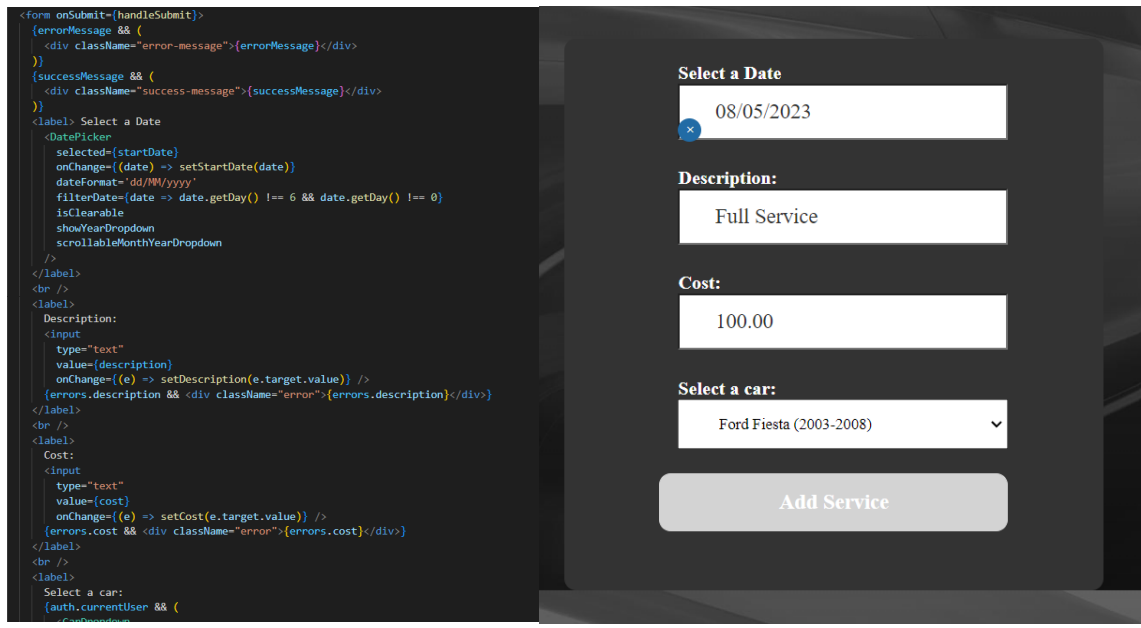 <form onSubmit={handleSubmit}>
{errorMessage && (
<div className="error-message">{errorMessage}</div>
)}
{successMessage && (
<div className="success-message">{successMessage}</div>
)}
<label> Select a Date
<DatePicker
selected={startDate}
onChange={(date) => setStartDate(date)}
dateFormat='dd/MM/yyyy'
filterDate={date => date.getDay() !== 6 && date.getDay() !== 0}
isClearable
showYearDropdown
scrollableMonthYearDropdown
/>
</label>
<br />
<label>
Description:
<input
type="text"
value={description}
onChange={(e) => setDescription(e.target.value)} />
{errors.description && <div className="error">{errors.description}</div>}
</label>
<br />
<label>
Cost:
<input
type="text"
value={cost}
onChange={(e) => setCost(e.target.value)} />
{errors.cost && <div className="error">{errors.cost}</div>}
</label>
<br />
<label>
Select a car:
{auth.currentUser && (
<CarDropdown
Select a Date
08/05/2023
×
Description:
Full Service
Cost:
100.00
Select a car:
Ford Fiesta (2003-2008)
Add Service